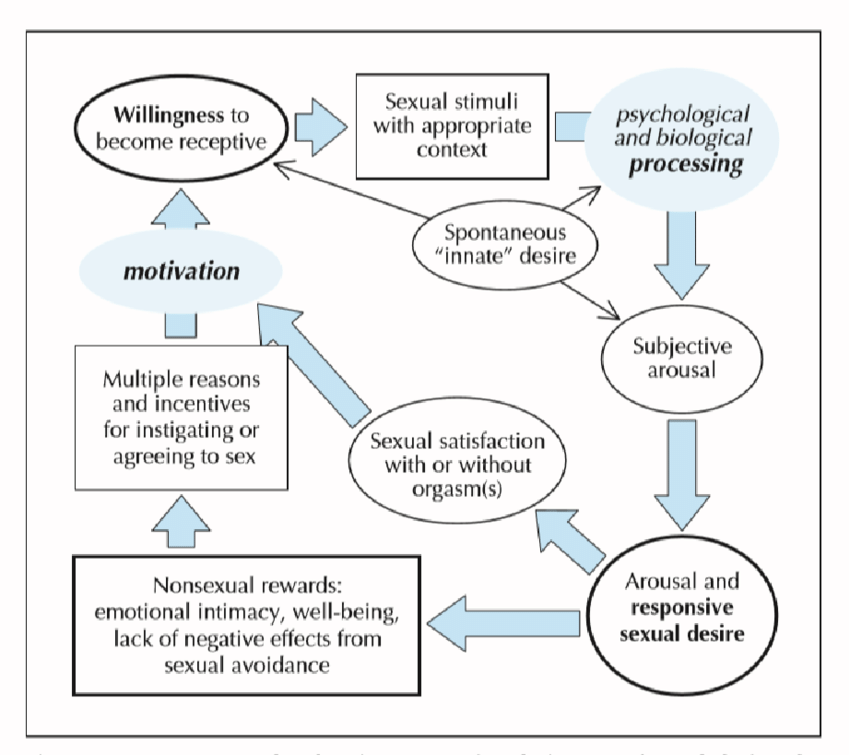 Willingness to
become receptive
Sexual stimuli
with appropriate
context
psychological
and biological
processing
Spontaneous
“innate” desire
motivation
Subjective
arousal
Multiple reasons
and incentives
for instigating or
agreeing to sex
Sexual satisfaction
with or without
orgasm(s)
Nonsexual rewards:
emotional intimacy, well-being,
lack of negative effects from
sexual avoidance
Arousal and
responsive
sexual desire